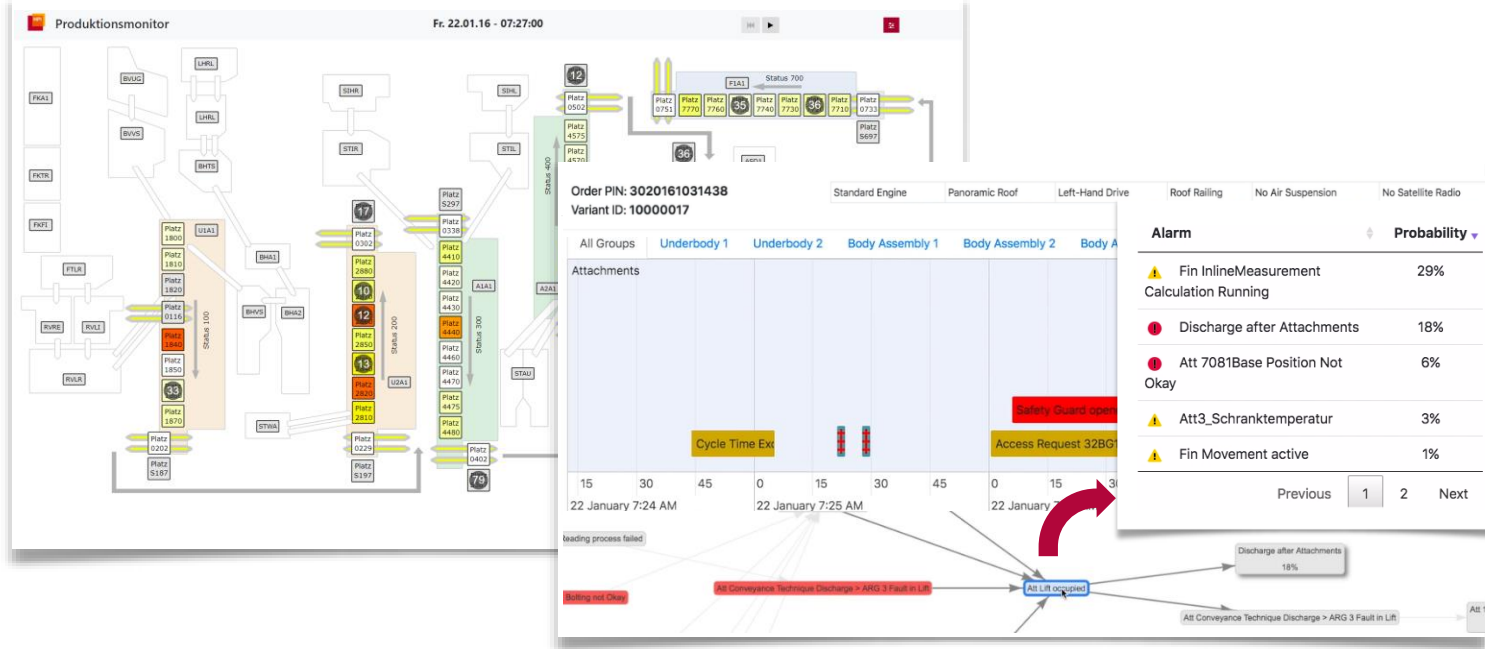 Produktionsmonitor
Fr. 22.01.16 - 07:27:00
FKA1
FKTR
FKFI
BVUG
BVVS
LHRL
LHRL
BHTS
U1A1
BHA1
BHVS
BHA2
FTLR
RVRE
RVLI
RVLR
Platz 1800
Platz 1810
Platz 1820
Platz 0116
Platz 1840
Platz 1850
33
Platz 1870
Platz 0202
Platz S187
Status 100
SIHR
STIR
STWA
17
Platz 0302
Platz 2880
10
12
Platz 2850
13
Platz 2820
Platz 2810
Platz 0229
Platz S197
Status 200
U2A1
SIHL
STIL
STAU
Platz S297
Platz 0338
Platz 4410
Platz 4420
Platz 4430
Platz 4440
Platz 4460
Platz 4470
Platz 4475
Platz 4480
Platz 0402
79
A1A1
Status 300
A2A1
Status 400
12
Platz 0502
Platz 4575
Platz 4570
F1A1
Status 700
Platz 0751
Platz 7770
Platz 7760
35
Platz 7740
Platz 7730
36
Platz 7710
Platz 0733
Platz S697
36
Order PIN: 3020161031438
Variant ID: 10000017
Standard Engine
Panoramic Roof
Left-Hand Drive
Roof Railing
No Air Suspension
No Satellite Radio
All Groups
Underbody 1
Underbody 2
Body Assembly 1
Body Assembly 2
Body A
Attachments
Safety Guard opene
Cycle Time Exc
Access Request 32BG1
15 30 45 0 15 30 45 0 15 30
22 January 7:24 AM
22 January 7:25 AM
22 January 7
Alarm Probability
Fin InlineMeasurement 29%
Calculation Running
Discharge after Attachments 18%
Att 7081Base Position Not 6%
Okay
Att3_Schranktemperatur 3%
Fin Movement active 1%
Previous 1 2 Next
Reading process failed
Bolting not Okay
Att Conveyance Technique Discharge > ARG 3 Fault in Lift
Att Lift occupied
Discharge after Attachments
18%
Att Conveyance Technique Discharge > ARG 3 Fault in Lift
Att 1